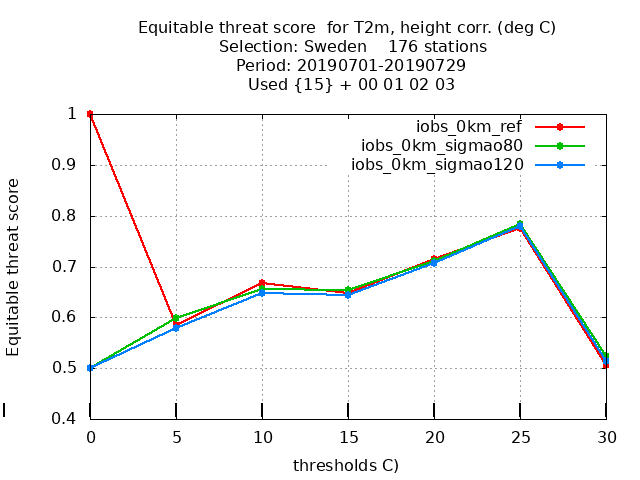 Equitable threat score  for T2m, height corr. (deg C)
Selection: Sweden    176 stations
Period: 20190701-20190729
Used {15} + 00 01 02 03
iobs_0km_ref
iobs_0km_sigmao80
iobs_0km_sigmao120
Equitable threat score
1
0.9
0.8
0.7
0.6
0.5
0.4
0 5 10 15 20 25 30
thresholds C)